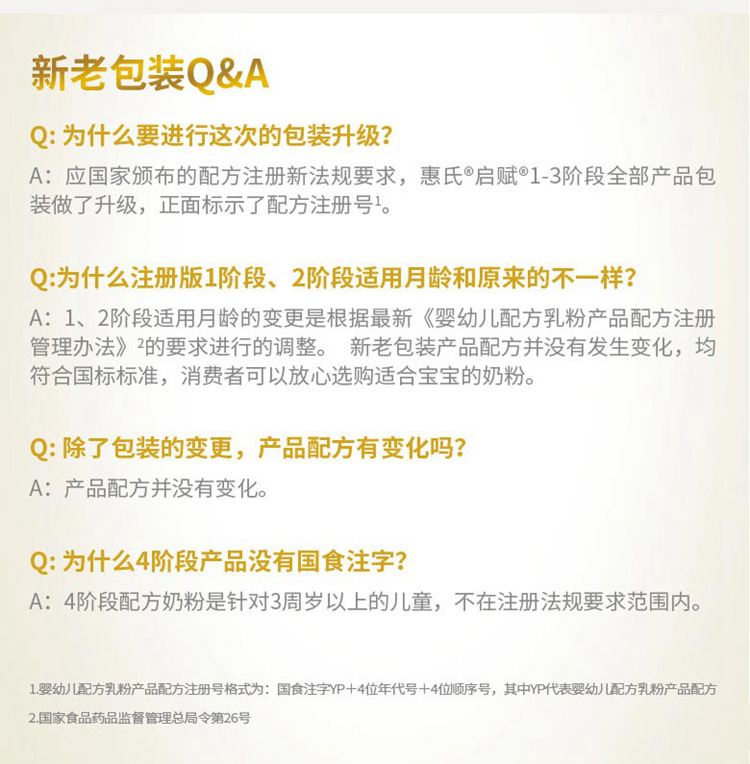 新老包装Q&A
Q: 为什么要进行这次的包装升级?
A：应国家颁布的配方注册新法规要求，惠氏®启赋®1-3阶段全部产品包
装做了升级，正面标示了配方注册号¹。
Q:为什么注册版1阶段、2阶段适用月龄和原来的不一样?
A：1、2阶段适用月龄的变更是根据最新《婴幼儿配方乳粉产品配方注册
管理办法》²的要求进行的调整。 新老包装产品配方并没有发生变化，均
符合国标标准，消费者可以放心选购适合宝宝的奶粉。
Q: 除了包装的变更，产品配方有变化吗?
A：产品配方并没有变化。
Q: 为什么4阶段产品没有国食注字?
A：4阶段配方奶粉是针对3周岁以上的儿童，不在注册法规要求范围内。
1.婴幼儿配方乳粉产品配方注册号格式为：国食注字YP＋4位年代号＋4位顺序号，其中YP代表婴幼儿配方乳粉产品配方
2.国家食品药品监督管理总局令第26号